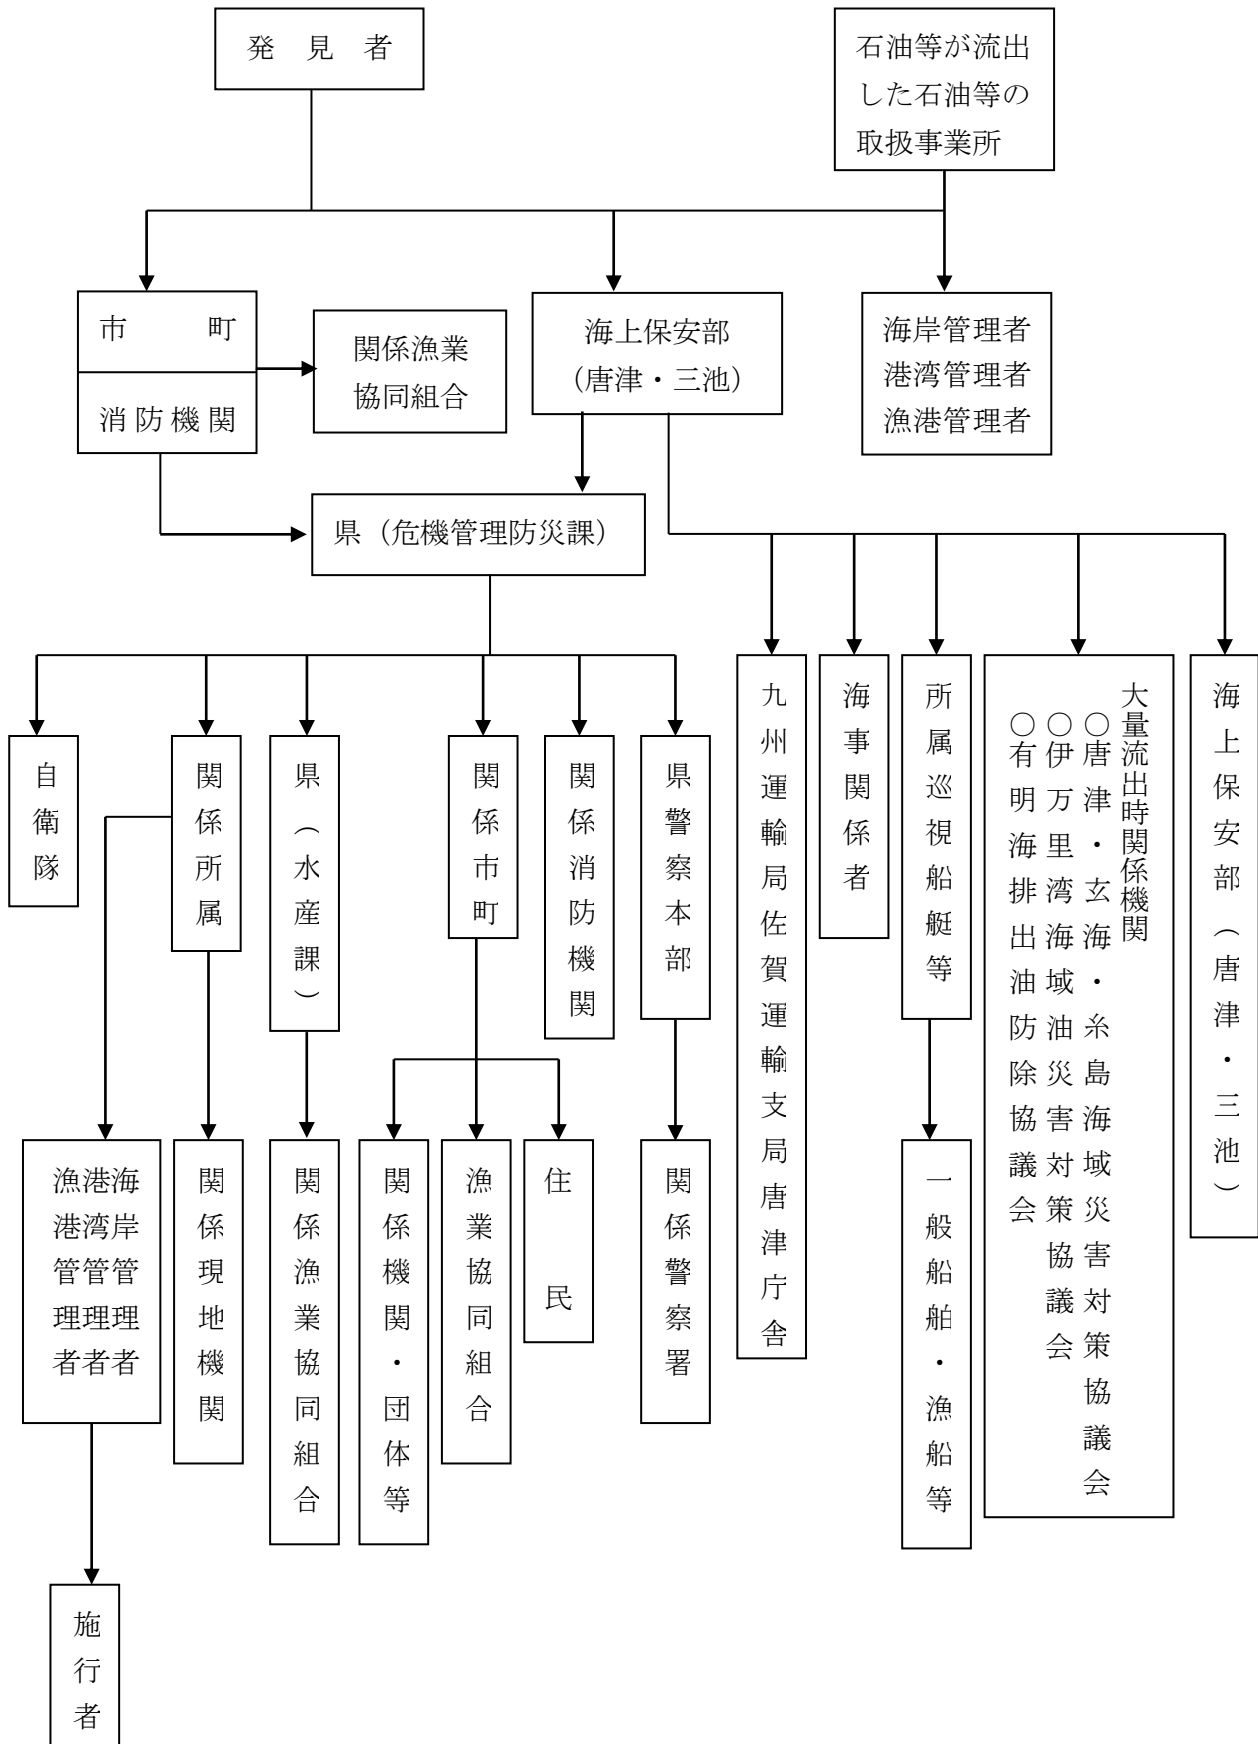 発見者
石油等が流出
した石油等の
取扱事業所
市町
消防機関
関係漁業
協同組合
海上保安部
(唐津・三池)
海岸管理者
港湾管理者
漁港管理者
県(危機管理防災課)
自衛隊
関係所属
県(水産課)
関係市町
関係消防機関
県警察本部
九州運輸局佐賀運輸支局唐津庁舎
海事関係者
所属巡視船艇等
大量流出時関係機関
○唐津・玄海・糸島海域災害対策協議会
○伊万里湾海域油災害対策協議会
○有明海排出油防除協議会
海上保安部(唐津・三池)
海岸管理者
港湾管理者
漁港管理者
関係現地機関
関係漁業協同組合
関係機関・団体等
漁業協同組合
住民
関係警察署
一般船舶・漁船等
施行者